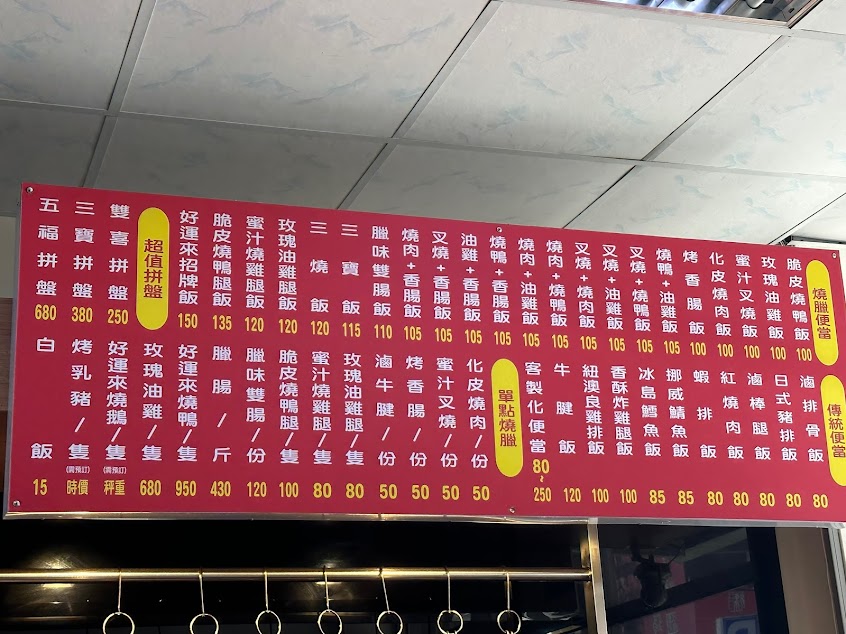 燒臘便當
脆皮燒鴨飯 100
玫瑰油雞飯 100
蜜汁叉燒飯 100
化皮燒肉飯 100
烤香腸飯 100
燒鴨+油雞飯 105
叉燒+燒鴨飯 105
叉燒+油雞飯 105
叉燒+燒肉飯 105
燒肉+燒鴨飯 105
燒肉+油雞飯 105
燒鴨+香腸飯 105
油雞+香腸飯 105
叉燒+香腸飯 105
燒肉+香腸飯 105
臘味雙腸飯 110
三寶飯 115
三燒飯 120
玫瑰油雞腿飯 120
蜜汁燒雞腿飯 120
脆皮燒鴨腿飯 135
好運來招牌飯 150
超值拼盤
雙喜拼盤 250
三寶拼盤 380
五福拼盤 680
傳統便當
滷排骨飯 80
日式豬排飯 80
滷棒腿飯 80
紅燒肉飯 80
蝦排飯 80
挪威鯖魚飯 85
冰島鱈魚飯 85
香酥炸雞腿飯 100
紐澳良雞排飯 100
牛腱飯 120
客製化便當 80~250
單點燒臘
化皮燒肉/份 50
蜜汁叉燒/份 50
烤香腸/份 50
滷牛腱/份 50
玫瑰油雞腿/隻 80
蜜汁燒雞腿/隻 80
脆皮燒鴨腿/隻 100
臘味雙腸/份 120
臘腸/斤 430
好運來燒鴨/隻 950
玫瑰油雞/隻 680
好運來燒鵝/隻(需預訂) 秤重
烤乳豬/隻(需預訂) 時價
白飯 15